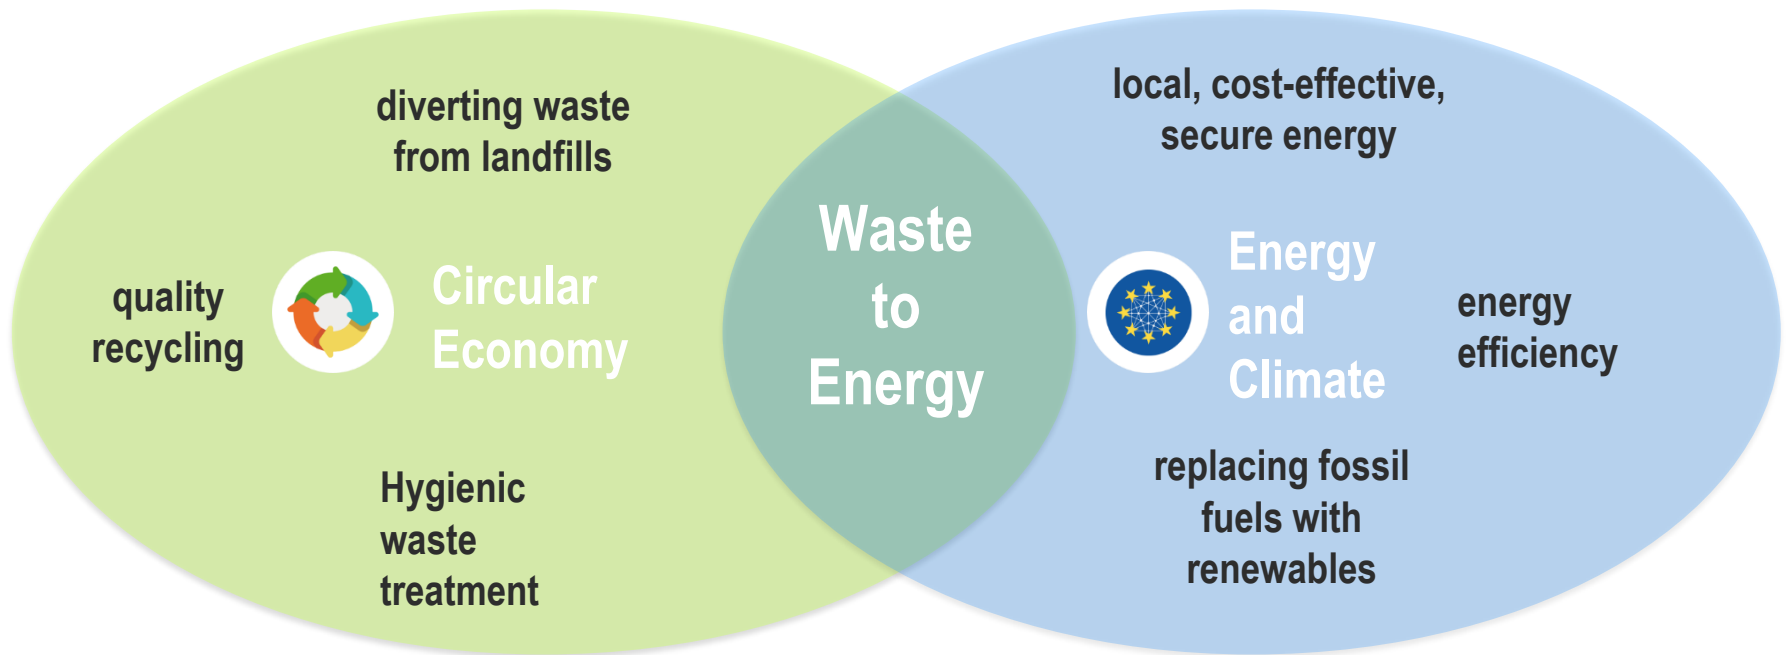 diverting waste
from landfills
quality
recycling
Circular
Economy
Hygienic
waste
treatment
Waste
to
Energy
local, cost-effective,
secure energy
Energy
and
Climate
energy
efficiency
replacing fossil
fuels with
renewables